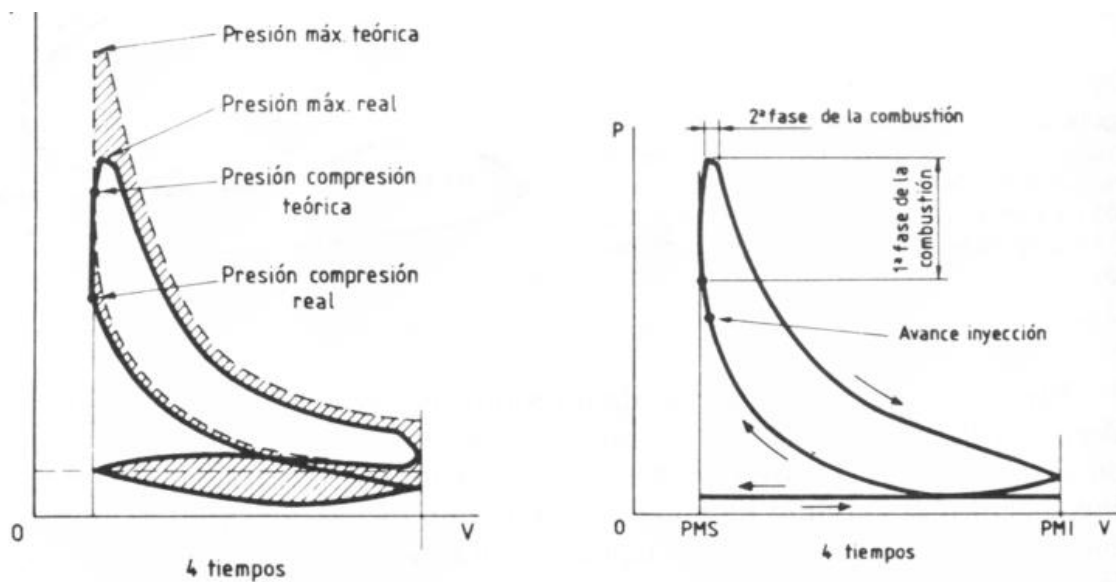 Presión máx. teórica
Presión máx. real
Presión compresión
teórica
Presión compresión
real
0
V
4 tiempos
P
2ª fase de la combustión
1ª fase de la
combustión
Avance inyección
0
PMS
PMI
V
4 tiempos